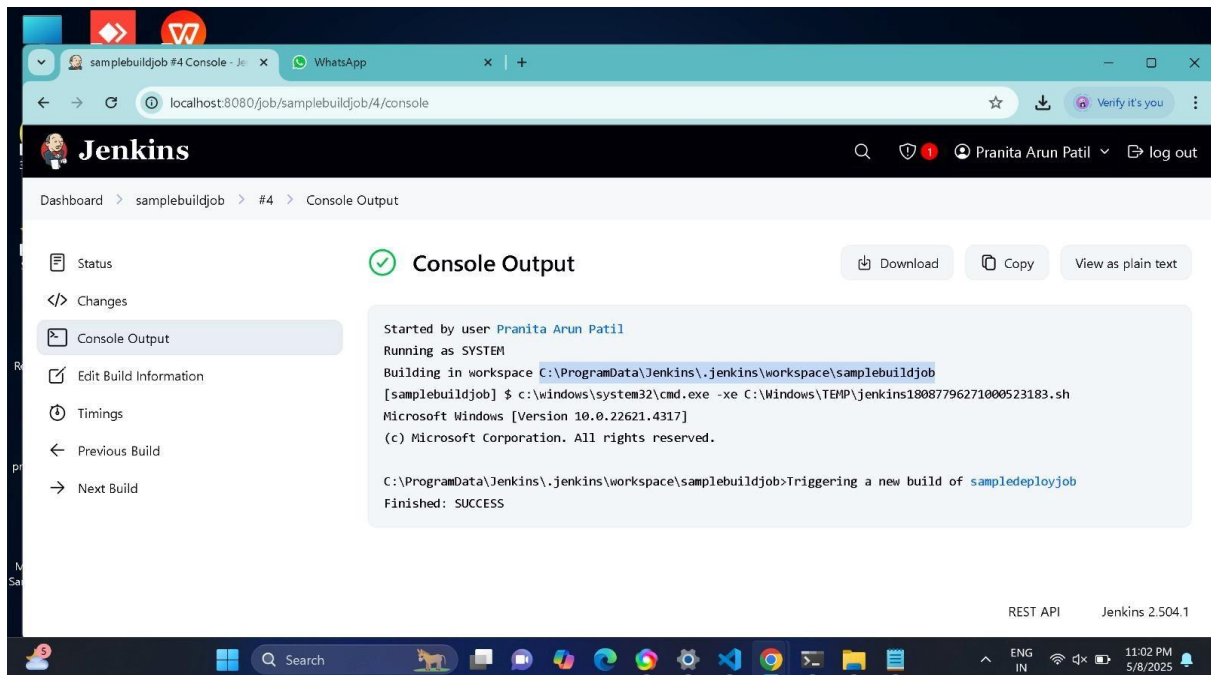 samplebuildjob #4 Console - Je
WhatsApp
localhost:8080/job/samplebuildjob/4/console
Verify it's you
Jenkins
1
Pranita Arun Patil
log out
Dashboard > samplebuildjob > #4 > Console Output
Status
Changes
Console Output
Edit Build Information
Timings
Previous Build
Next Build
Console Output
Download
Copy
View as plain text
Started by user Pranita Arun Patil
Running as SYSTEM
Building in workspace C:\ProgramData\Jenkins\.jenkins\workspace\samplebuildjob
[samplebuildjob] $ c:\windows\system32\cmd.exe -xe C:\Windows\TEMP\jenkins18087796271000523183.sh
Microsoft Windows [Version 10.0.22621.4317]
(c) Microsoft Corporation. All rights reserved.
C:\ProgramData\Jenkins\.jenkins\workspace\samplebuildjob>Triggering a new build of sampledeployjob
Finished: SUCCESS
REST API
Jenkins 2.504.1
5
Search
ENG
IN
11:02 PM
5/8/2025